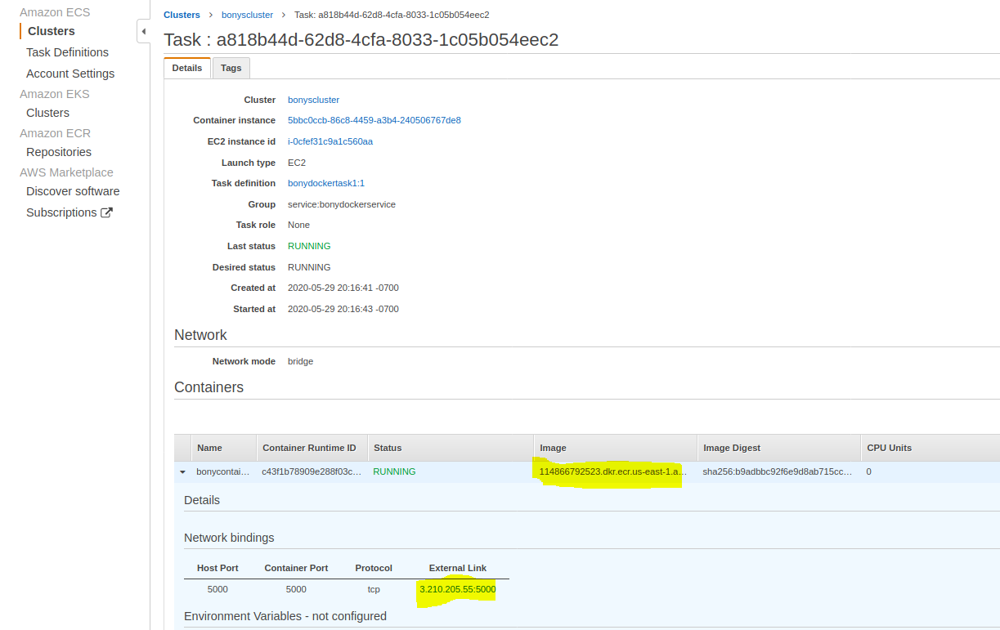 Amazon ECS
Clusters
Task Definitions
Account Settings
Amazon EKS
Clusters
Amazon ECR
Repositories
AWS Marketplace
Discover software
Subscriptions
Clusters > bonyscluster > Task: a818b44d-62d8-4cfa-8033-1c05b054eec2
Task : a818b44d-62d8-4cfa-8033-1c05b054eec2
Details Tags
Cluster bonyscluster
Container instance 5bbc0ccb-86c8-4459-a3b4-240506767de8
EC2 instance id i-0cfef31c9a1c560aa
Launch type EC2
Task definition bonydockertask1:1
Group service:bonydockerservice
Task role None
Last status RUNNING
Desired status RUNNING
Created at 2020-05-29 20:16:41 -0700
Started at 2020-05-29 20:16:43 -0700
Network
Network mode bridge
Containers
Name Container Runtime ID Status Image Image Digest CPU Units
bonycontai... c43f1b78909e288f03c... RUNNING 114866792523.dkr.ecr.us-east-1.a... sha256:b9adbbc92f6e9d8ab715cc... 0
Details
Network bindings
Host Port Container Port Protocol External Link
5000 5000 tcp 3.210.205.55:5000
Environment Variables - not configured